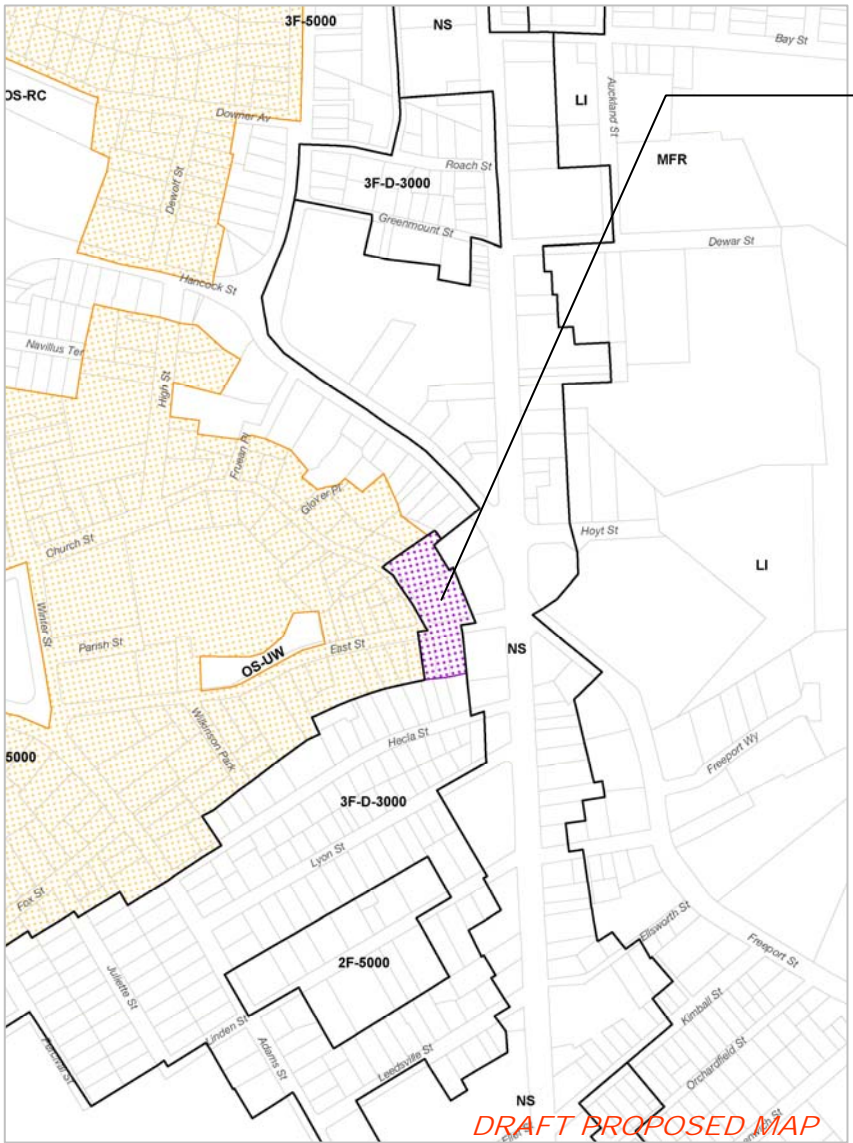 3F-5000
NS
Bay St
OS-RC
LI
Auckland St
Downer Av
MFR
Roach St
Dewolf St
3F-D-3000
Greenmount St
Dewar St
Hancock St
Navillus Ter
High St
Fruean Pl
Glover Pl
Hoyt St
Church St
LI
Winter St
Parish St
East St
NS
OS-UW
Wilkinson Park
Hecla St
Freeport Wy
5000
3F-D-3000
Lyon St
Fox St
Ellsworth St
Freeport St
2F-5000
Juliette St
Kimball St
Linden St
Percival St
Adams St
Leedsville St
Orchardfield St
NS
DRAFT PROPOSED MAP